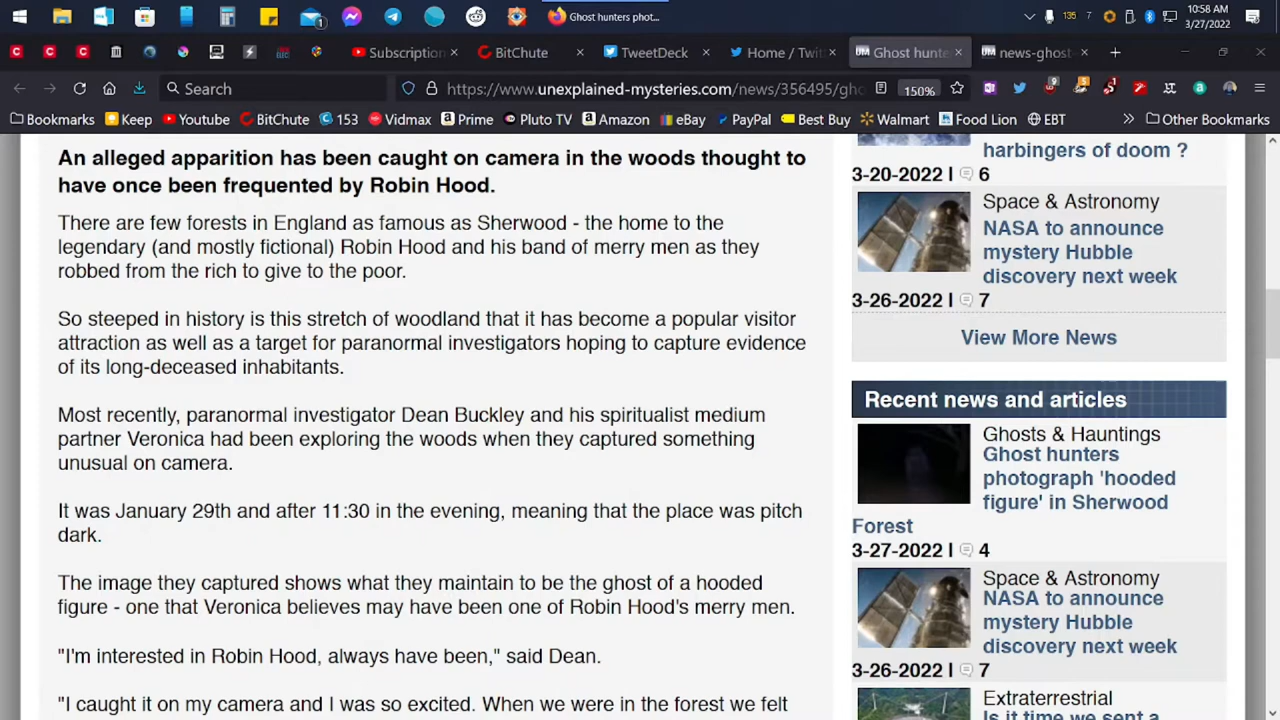 Ghost hunters phot...
135
7
10:58 AM
3/27/2022
1
Subscription
BitChute
TweetDeck
Home / Twit
Ghost hunte
news-ghost
Search
https://www.unexplained-mysteries.com/news/356495/gho
150%
Bookmarks
Keep
Youtube
BitChute
153
Vidmax
Prime
Pluto TV
Amazon
eBay
PayPal
Best Buy
Walmart
Food Lion
EBT
Other Bookmarks
An alleged apparition has been caught on camera in the woods thought to
have once been frequented by Robin Hood.
There are few forests in England as famous as Sherwood - the home to the
legendary (and mostly fictional) Robin Hood and his band of merry men as they
robbed from the rich to give to the poor.
So steeped in history is this stretch of woodland that it has become a popular visitor
attraction as well as a target for paranormal investigators hoping to capture evidence
of its long-deceased inhabitants.
Most recently, paranormal investigator Dean Buckley and his spiritualist medium
partner Veronica had been exploring the woods when they captured something
unusual on camera.
It was January 29th and after 11:30 in the evening, meaning that the place was pitch
dark.
The image they captured shows what they maintain to be the ghost of a hooded
figure - one that Veronica believes may have been one of Robin Hood's merry men.
"I'm interested in Robin Hood, always have been," said Dean.
"I caught it on my camera and I was so excited. When we were in the forest we felt
harbingers of doom ?
3-20-2022 I 6
Space & Astronomy
NASA to announce
mystery Hubble
discovery next week
3-26-2022 I 7
View More News
Recent news and articles
Ghosts & Hauntings
Ghost hunters
photograph 'hooded
figure' in Sherwood
Forest
3-27-2022 I 4
Space & Astronomy
NASA to announce
mystery Hubble
discovery next week
3-26-2022 I 7
Extraterrestrial
Is it time we sent a